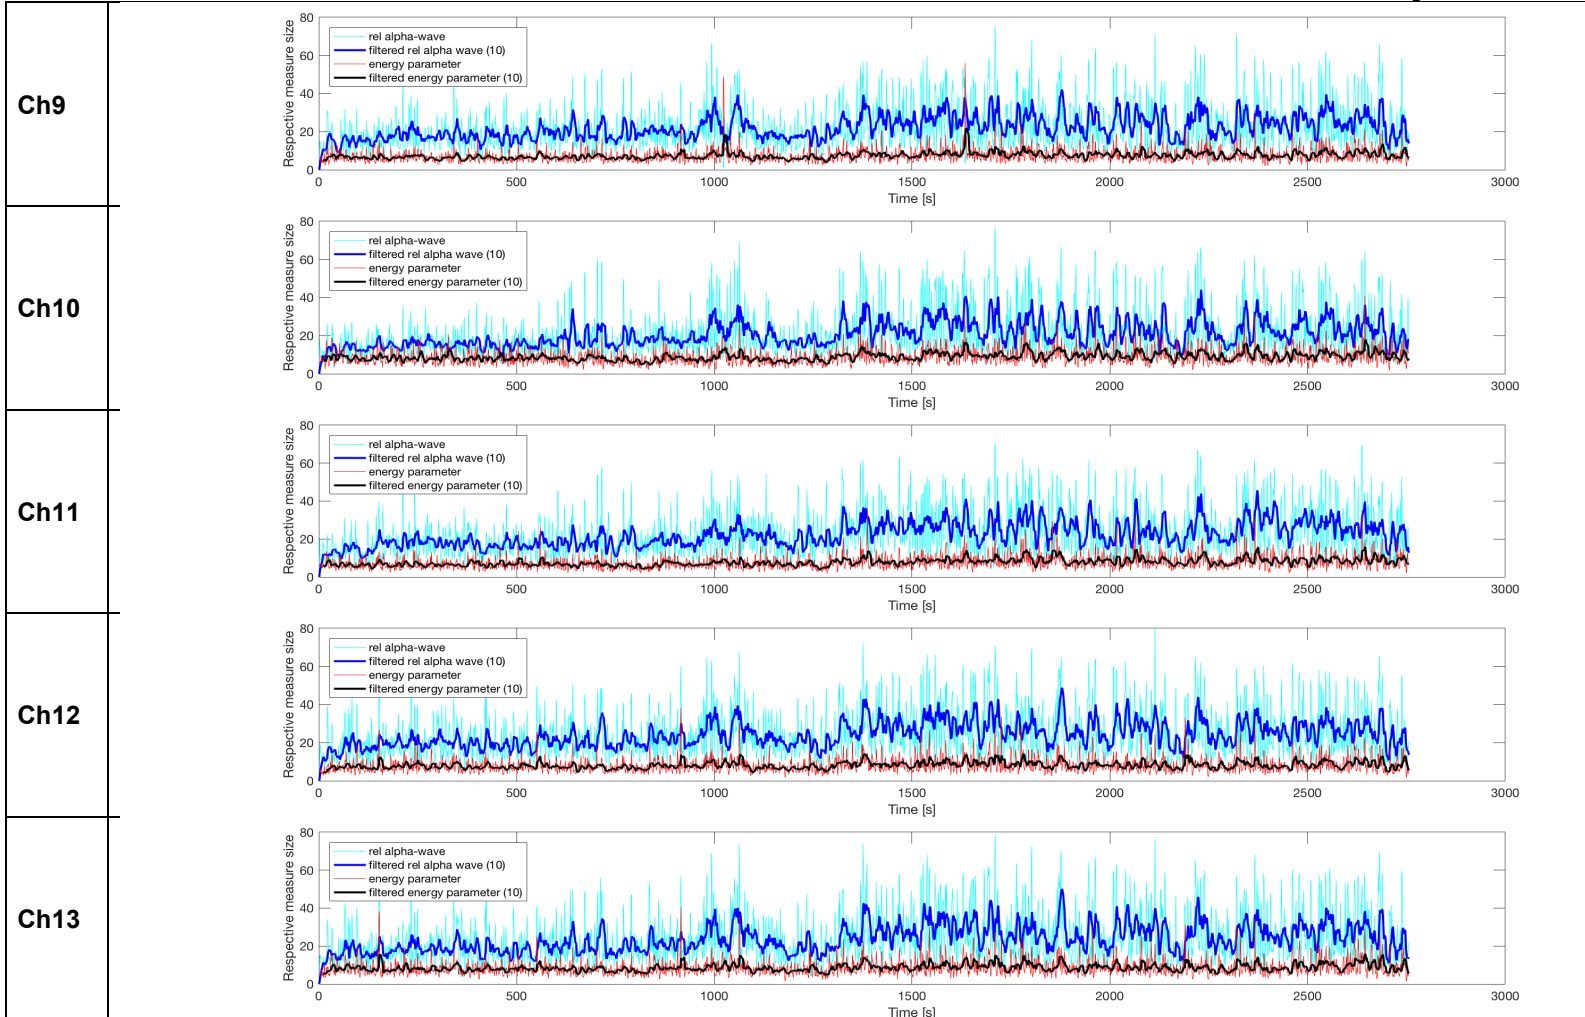 Ch9
Respective measure size
80
60
40
20
0
rel alpha-wave
filtered rel alpha wave (10)
energy parameter
filtered energy parameter (10)
0 500 1000 1500 2000 2500 3000
Time [s]
Ch10
Respective measure size
80
60
40
20
0
rel alpha-wave
filtered rel alpha wave (10)
energy parameter
filtered energy parameter (10)
0 500 1000 1500 2000 2500 3000
Time [s]
Ch11
Respective measure size
80
60
40
20
0
rel alpha-wave
filtered rel alpha wave (10)
energy parameter
filtered energy parameter (10)
0 500 1000 1500 2000 2500 3000
Time [s]
Ch12
Respective measure size
80
60
40
20
0
rel alpha-wave
filtered rel alpha wave (10)
energy parameter
filtered energy parameter (10)
0 500 1000 1500 2000 2500 3000
Time [s]
Ch13
Respective measure size
80
60
40
20
0
rel alpha-wave
filtered rel alpha wave (10)
energy parameter
filtered energy parameter (10)
0 500 1000 1500 2000 2500 3000
Time [s]